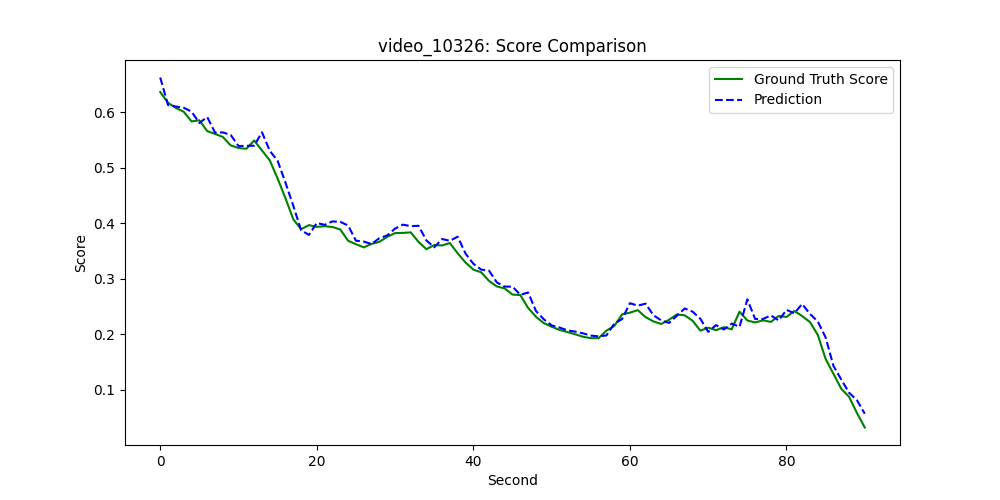 video_10326: Score Comparison
Ground Truth Score
Prediction
Score
0.6
0.5
0.4
0.3
0.2
0.1
0 20 40 60 80
Second